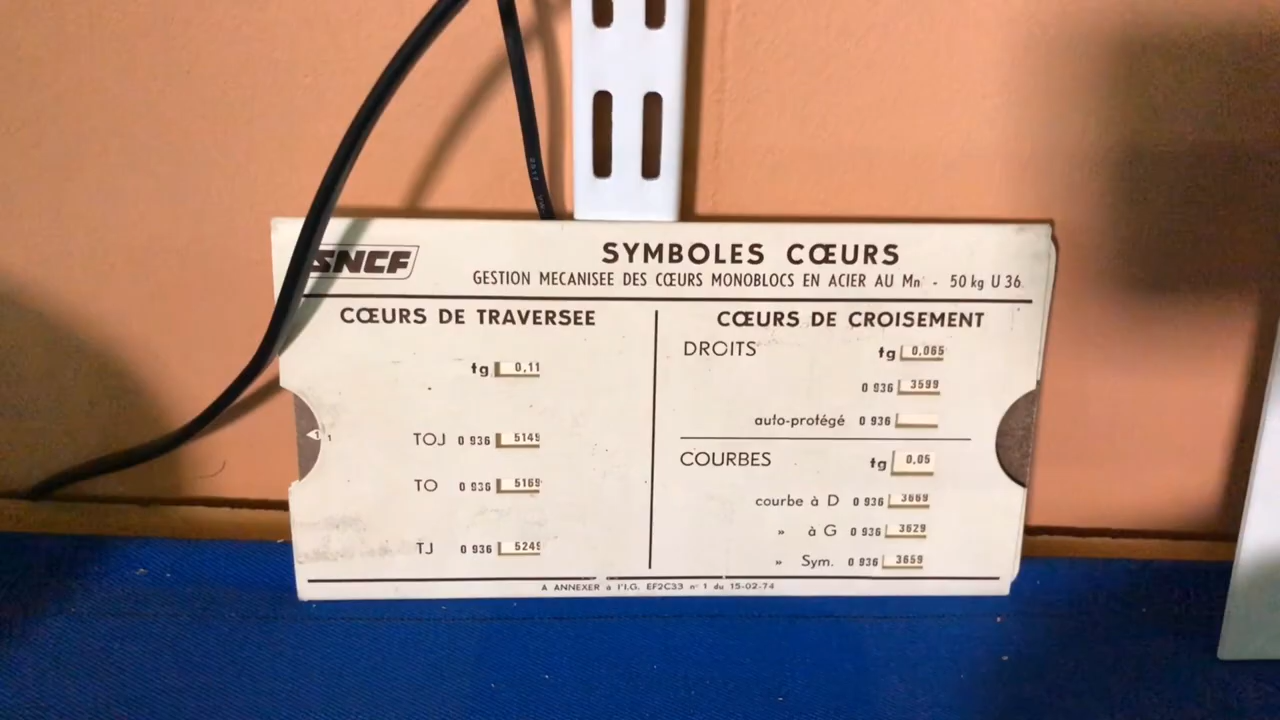 SNCF
SYMBOLES CŒURS
GESTION MECANISEE DES CŒURS MONOBLOCS EN ACIER AU Mn - 50 kg U 36
CŒURS DE TRAVERSEE
tg 0,11
TOJ 0 936 5149
TO 0 936 5169
TJ 0 936 5249
CŒURS DE CROISEMENT
DROITS tg 0,065
0 936 3599
auto-protégé 0 936
COURBES tg 0,05
courbe à D 0 936 3669
» à G 0 936 3629
» Sym. 0 936 3659
A ANNEXER à l'I.G. EF2C33 n° 1 du 15-02-74